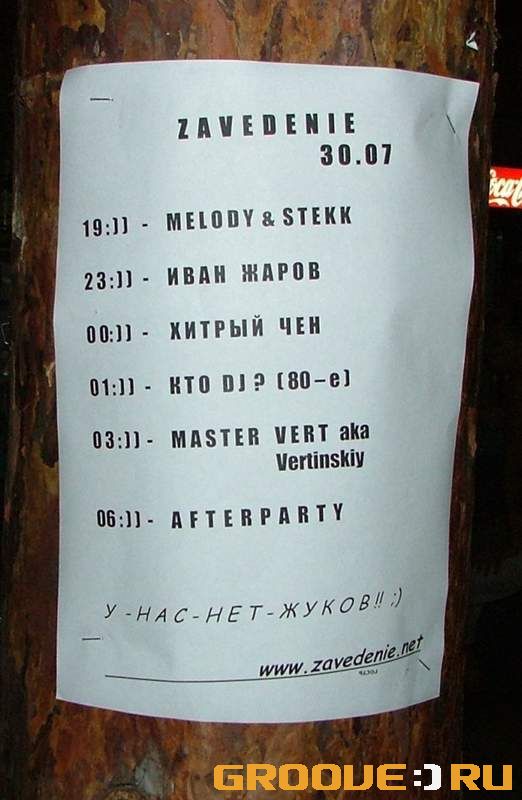 ZAVEDENIE
30.07
19:)) - MELODY & STEKK
23:)) - ИВАН ЖАРОВ
00:)) - ХИТРЫЙ ЧЕН
01:)) - КТО DJ? (80-е)
03:)) - MASTER VERT aka
Vertinskiy
06:)) - AFTERPARTY
У-НАС-НЕТ-ЖУКОВ!! ;)
www.zavedenie.net
GROOVE:)RU